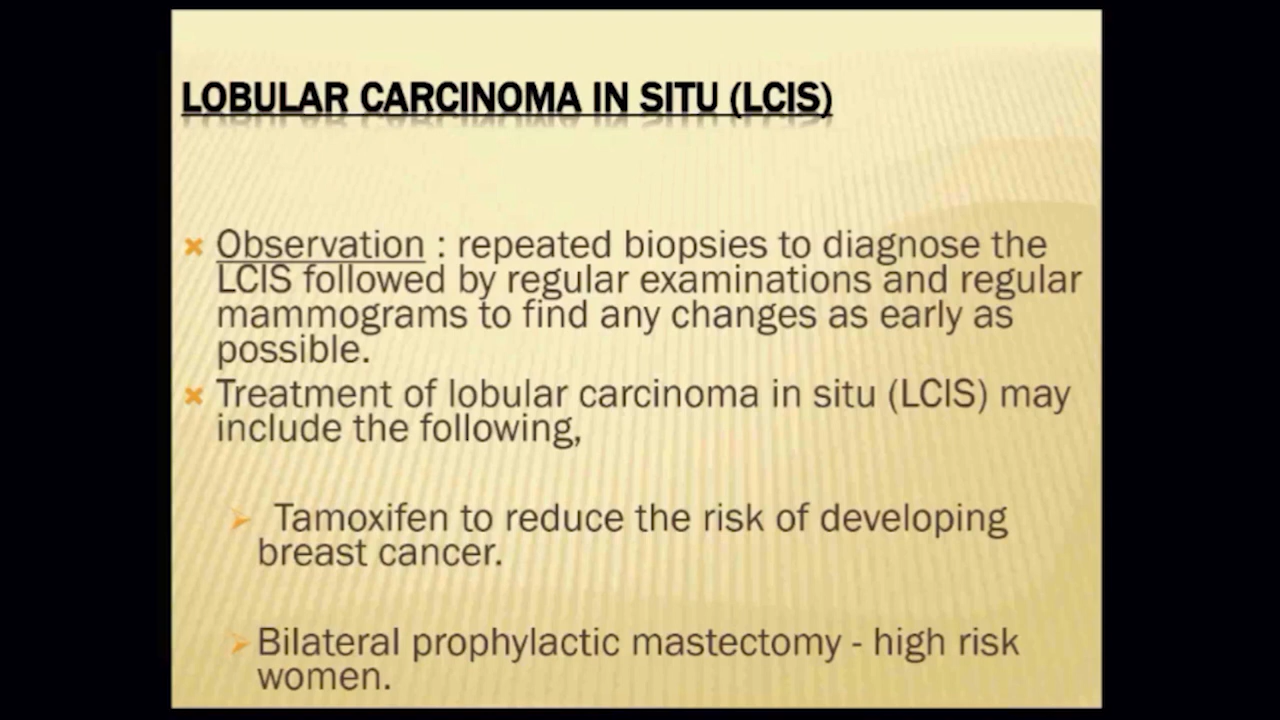 LOBULAR CARCINOMA IN SITU (LCIS)
Observation : repeated biopsies to diagnose the
LCIS followed by regular examinations and regular
mammograms to find any changes as early as
possible.
Treatment of lobular carcinoma in situ (LCIS) may
include the following,
Tamoxifen to reduce the risk of developing
breast cancer.
Bilateral prophylactic mastectomy - high risk
women.